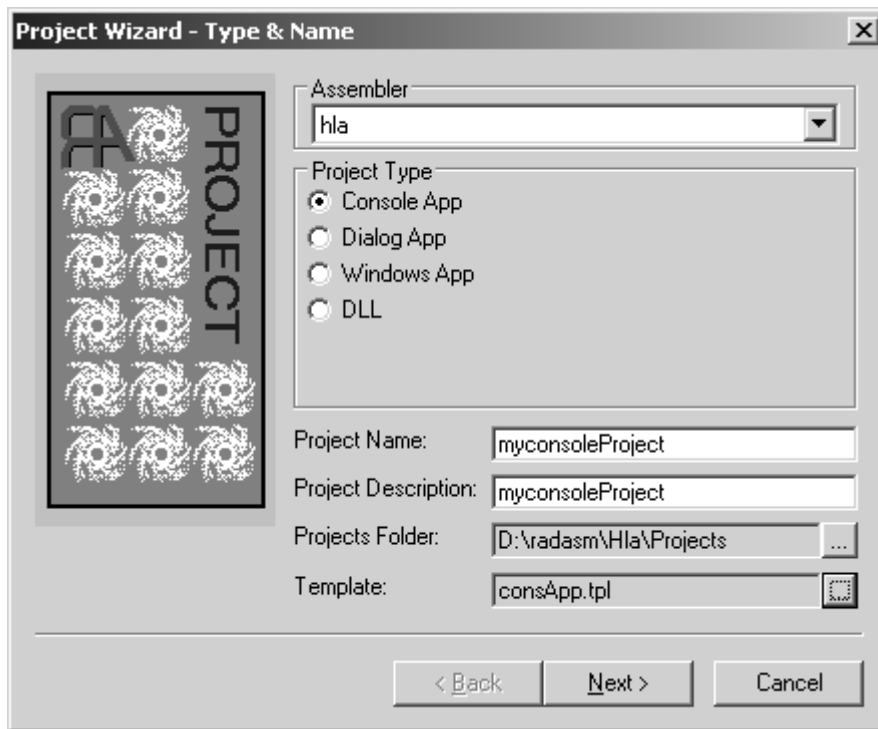 Project Wizard - Type & Name
RA
PROJECT
Assembler
hla
Project Type
Console App
Dialog App
Windows App
DLL
Project Name:
myconsoleProject
Project Description:
myconsoleProject
Projects Folder:
D:\radasm\Hla\Projects
...
Template:
consApp.tpl
...
< Back
Next >
Cancel